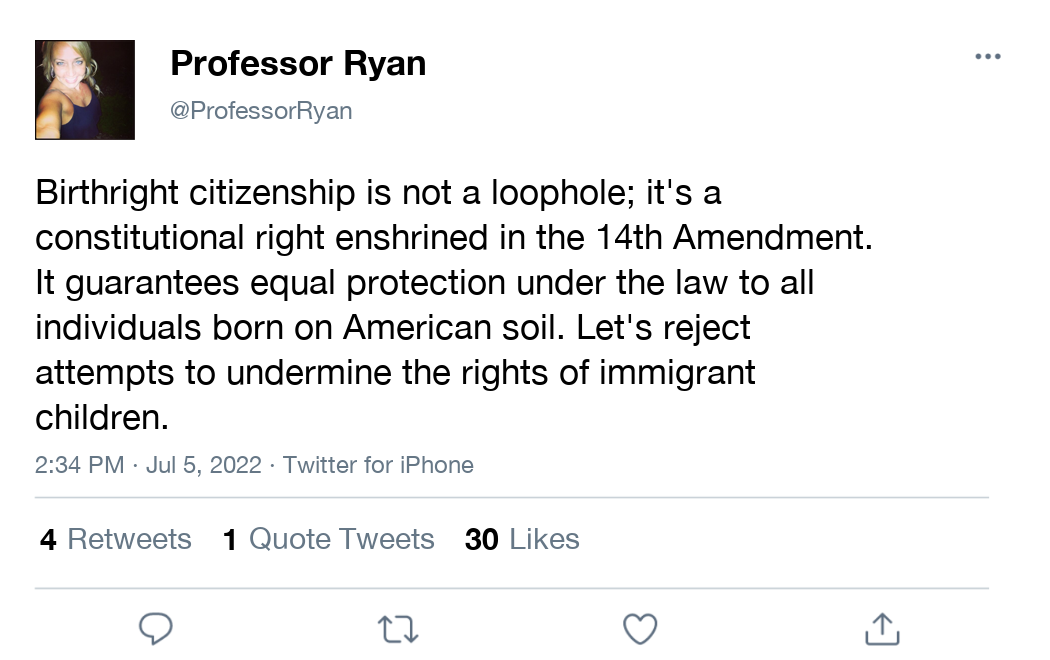 Professor Ryan
@ProfessorRyan
Birthright citizenship is not a loophole; it's a
constitutional right enshrined in the 14th Amendment.
It guarantees equal protection under the law to all
individuals born on American soil. Let's reject
attempts to undermine the rights of immigrant
children.
2:34 PM · Jul 5, 2022 · Twitter for iPhone
4 Retweets 1 Quote Tweets 30 Likes